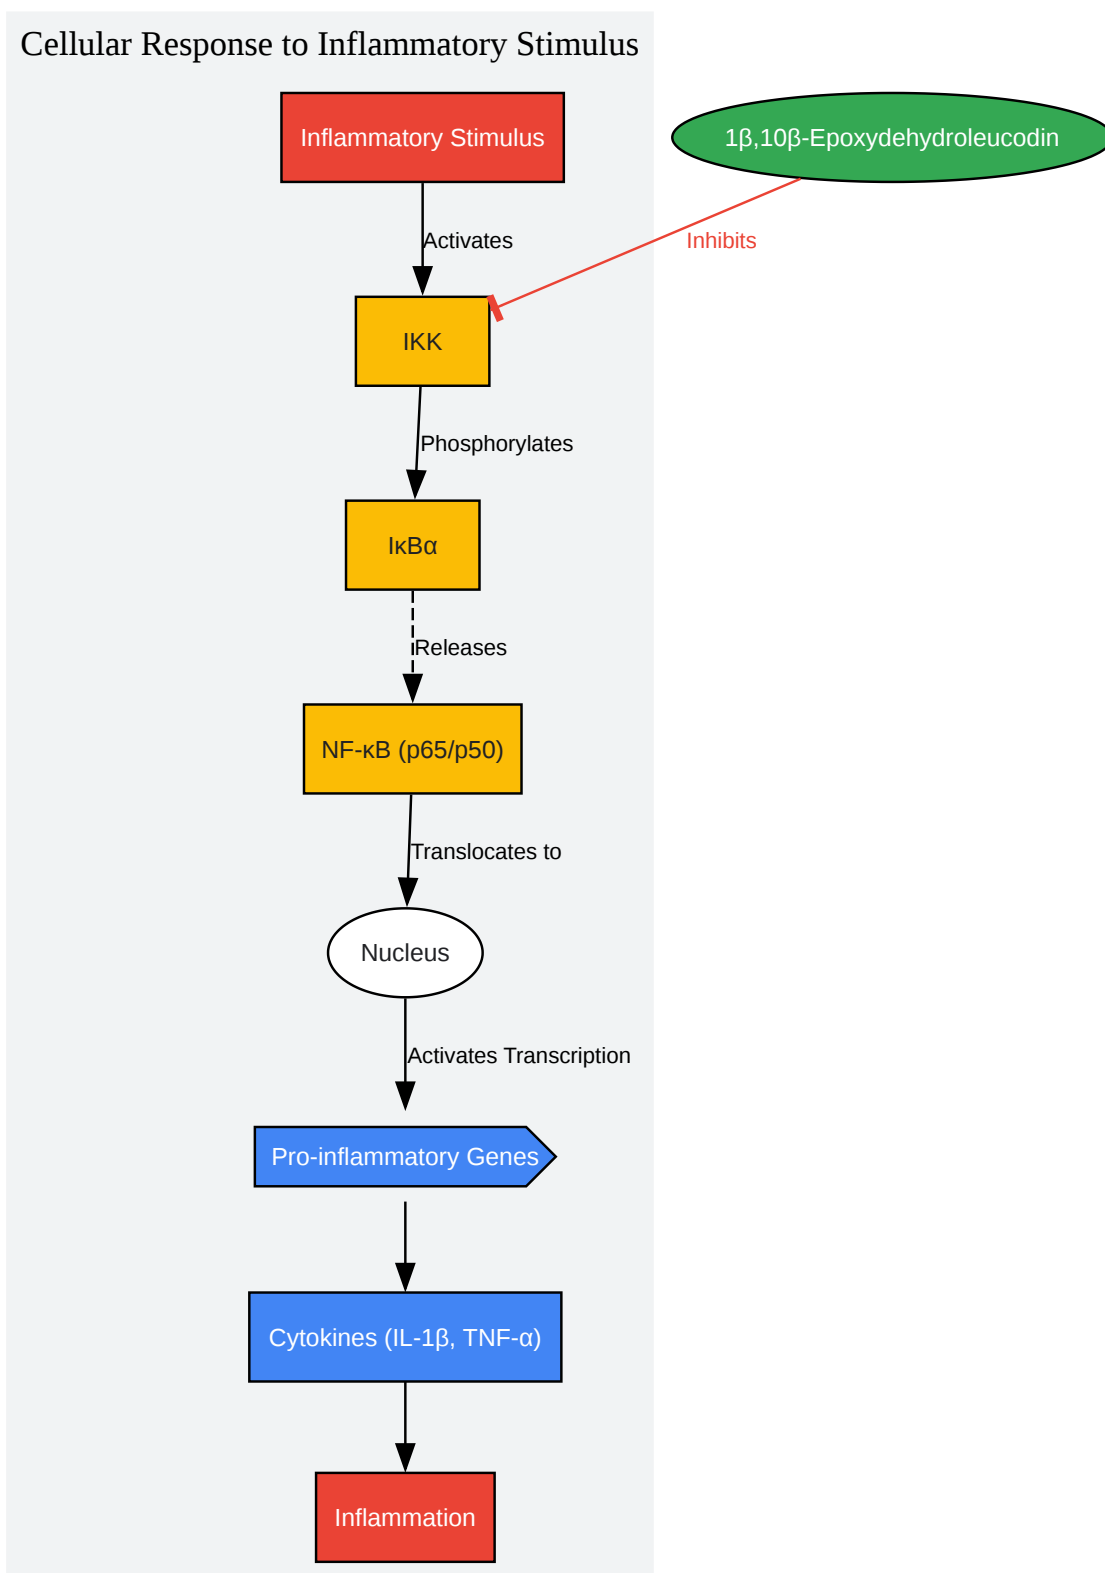 Cellular Response to Inflammatory Stimulus
Inflammatory Stimulus
1β,10β-Epoxydehydroleucodin
Activates
Inhibits
IKK
Phosphorylates
IκBα
Releases
NF-κB (p65/p50)
Translocates to
Nucleus
Activates Transcription
Pro-inflammatory Genes
Cytokines (IL-1β, TNF-α)
Inflammation